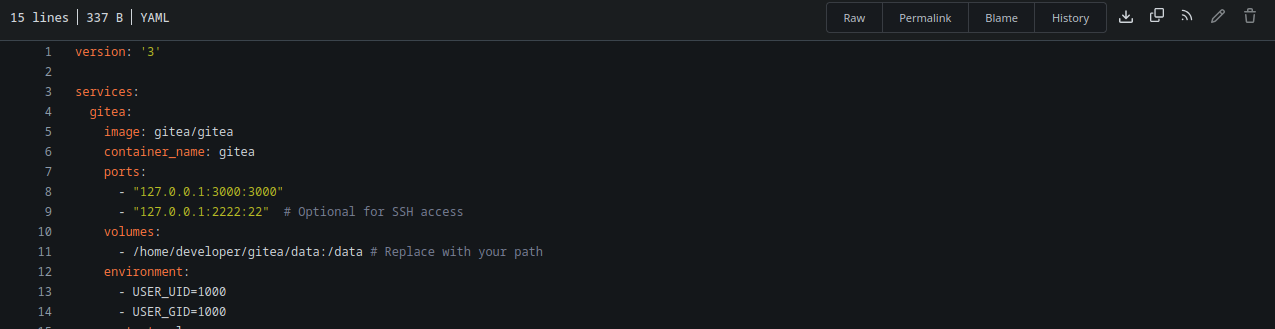 15 lines | 337 B | YAML
Raw Permalink Blame History
1 version: '3'
2
3 services:
4   gitea:
5     image: gitea/gitea
6     container_name: gitea
7     ports:
8       - "127.0.0.1:3000:3000"
9       - "127.0.0.1:2222:22"  # Optional for SSH access
10     volumes:
11       - /home/developer/gitea/data:/data # Replace with your path
12     environment:
13       - USER_UID=1000
14       - USER_GID=1000
15